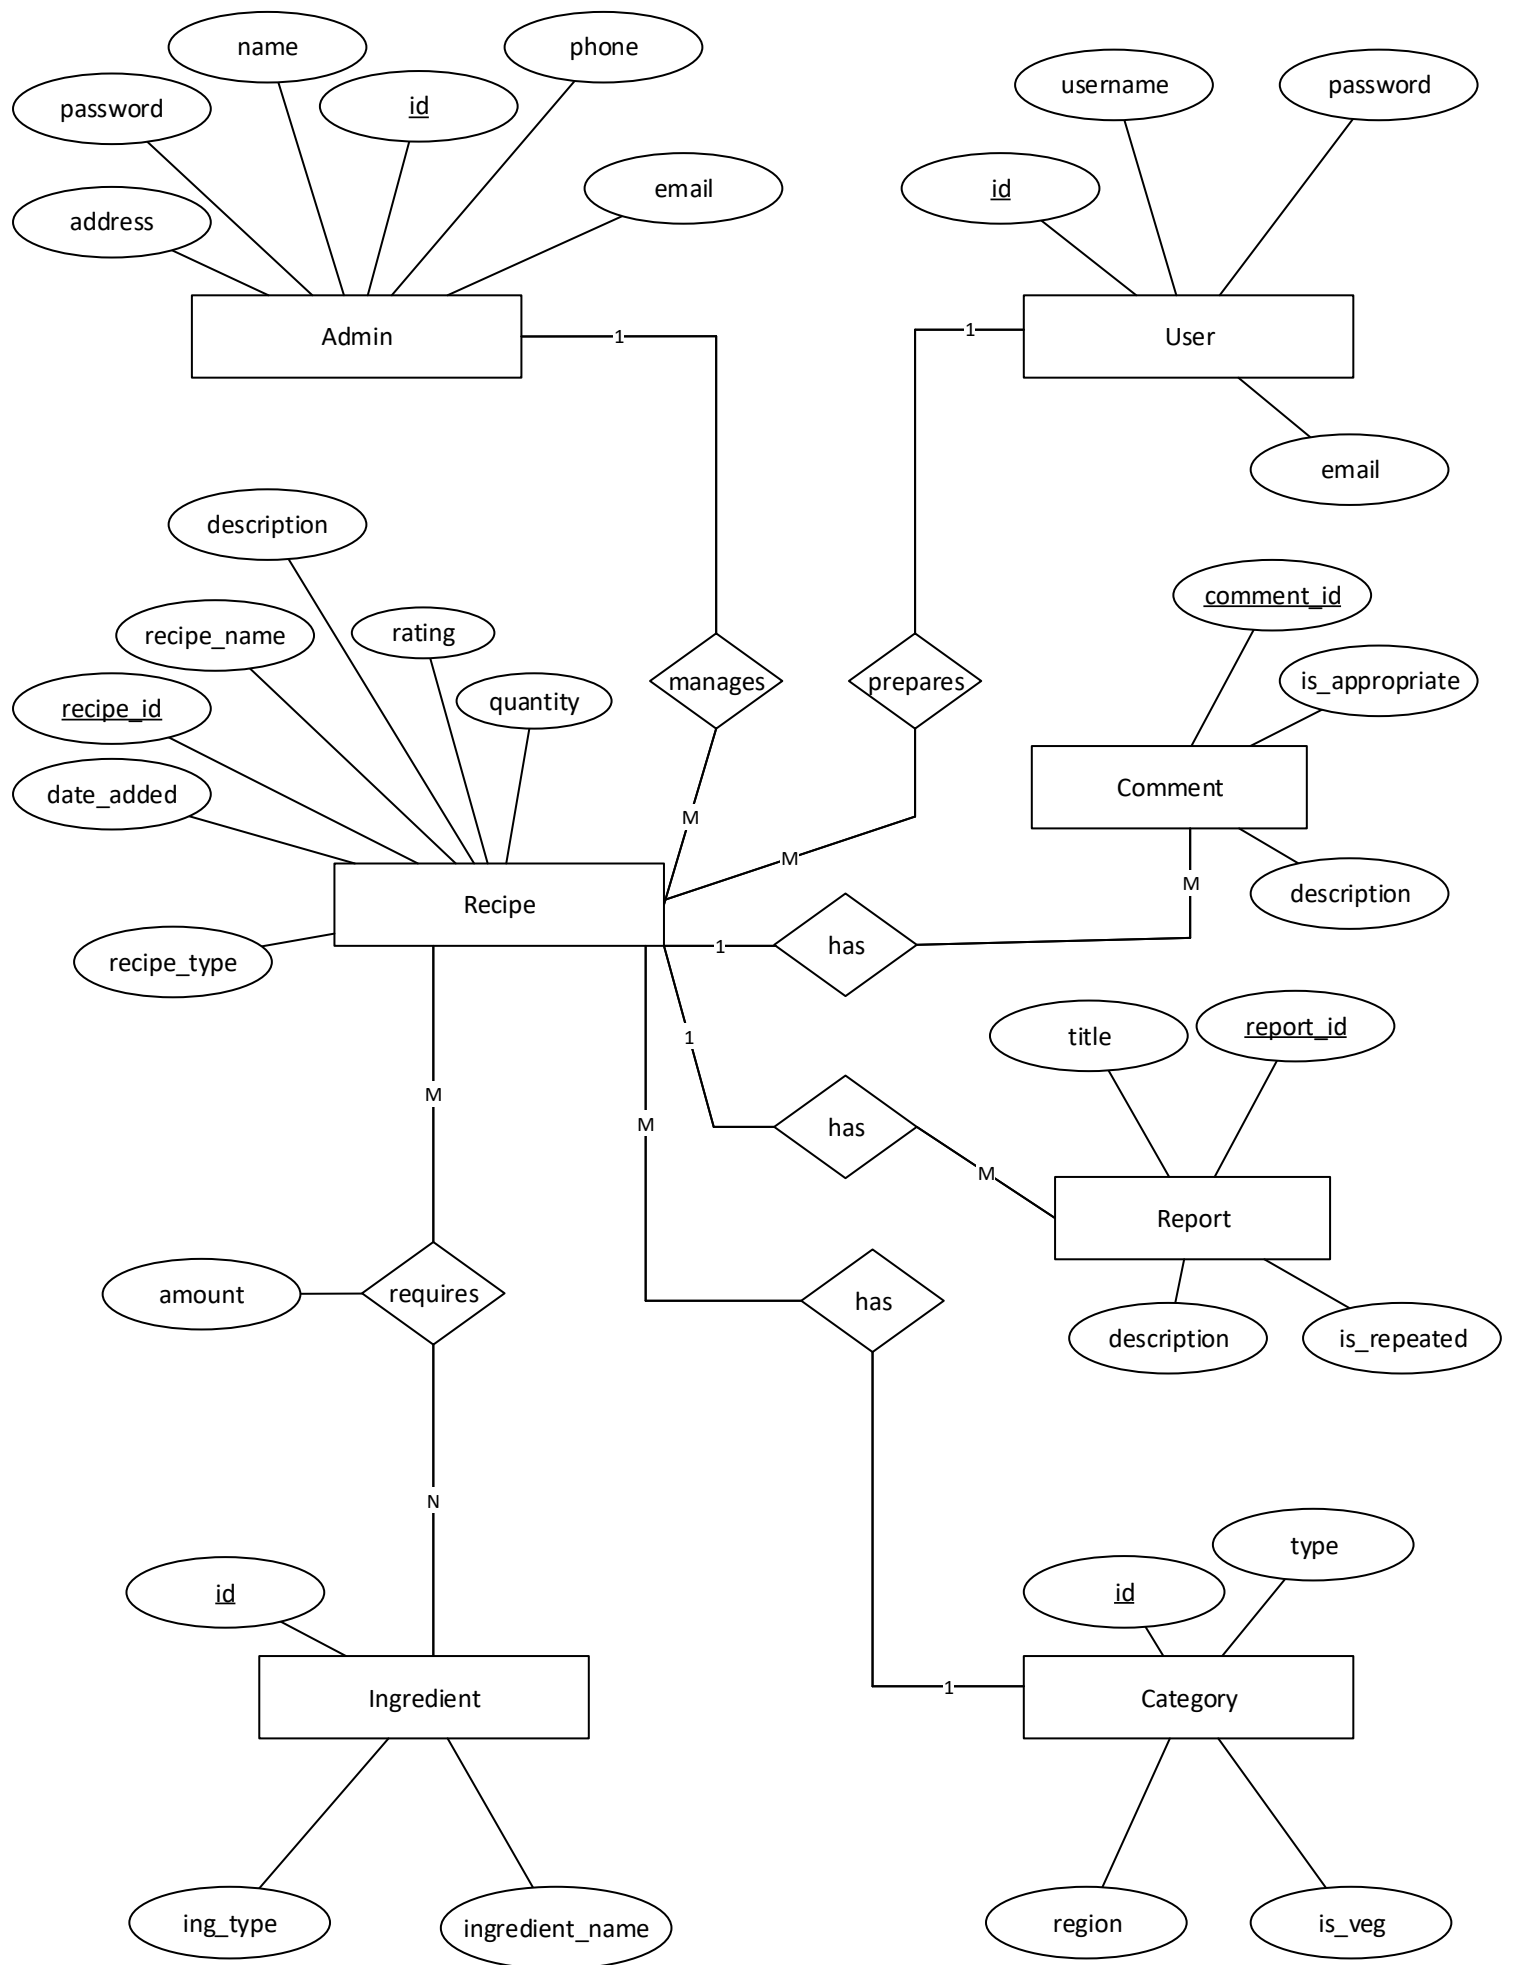 name
phone
username
password
password
id
email
id
address
Admin
1
1
User
email
description
comment_id
recipe_name
rating
is_appropriate
manages
prepares
recipe_id
quantity
Comment
date_added
M
M
M
description
Recipe
1
has
recipe_type
title
report_id
1
M
M
has
M
Report
amount
requires
has
description
is_repeated
N
type
id
id
1
Ingredient
Category
ing_type
ingredient_name
region
is_veg